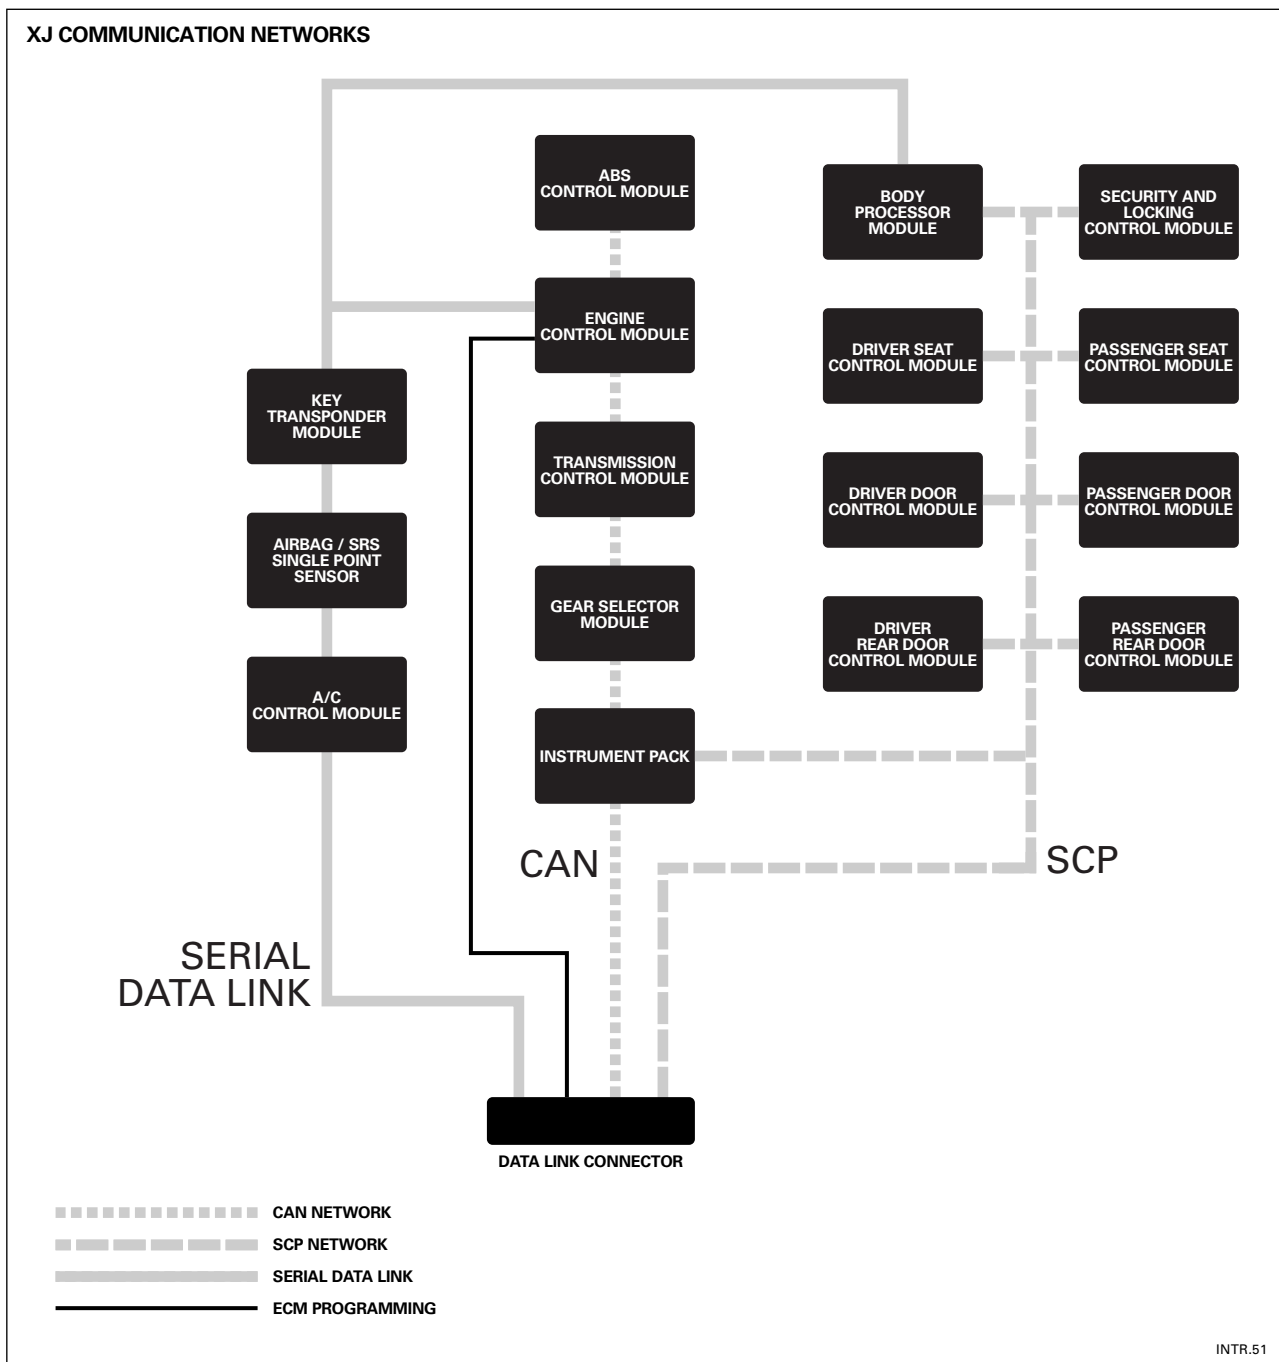 XJ COMMUNICATION NETWORKS
ABS
CONTROL MODULE
BODY
PROCESSOR
MODULE
SECURITY AND
LOCKING
CONTROL MODULE
ENGINE
CONTROL MODULE
DRIVER SEAT
CONTROL MODULE
PASSENGER SEAT
CONTROL MODULE
KEY
TRANSPONDER
MODULE
TRANSMISSION
CONTROL MODULE
DRIVER DOOR
CONTROL MODULE
PASSENGER DOOR
CONTROL MODULE
AIRBAG / SRS
SINGLE POINT
SENSOR
GEAR SELECTOR
MODULE
DRIVER
REAR DOOR
CONTROL MODULE
PASSENGER
REAR DOOR
CONTROL MODULE
A/C
CONTROL MODULE
INSTRUMENT PACK
CAN
SCP
SERIAL
DATA LINK
DATA LINK CONNECTOR
CAN NETWORK
SCP NETWORK
SERIAL DATA LINK
ECM PROGRAMMING
INTR.51